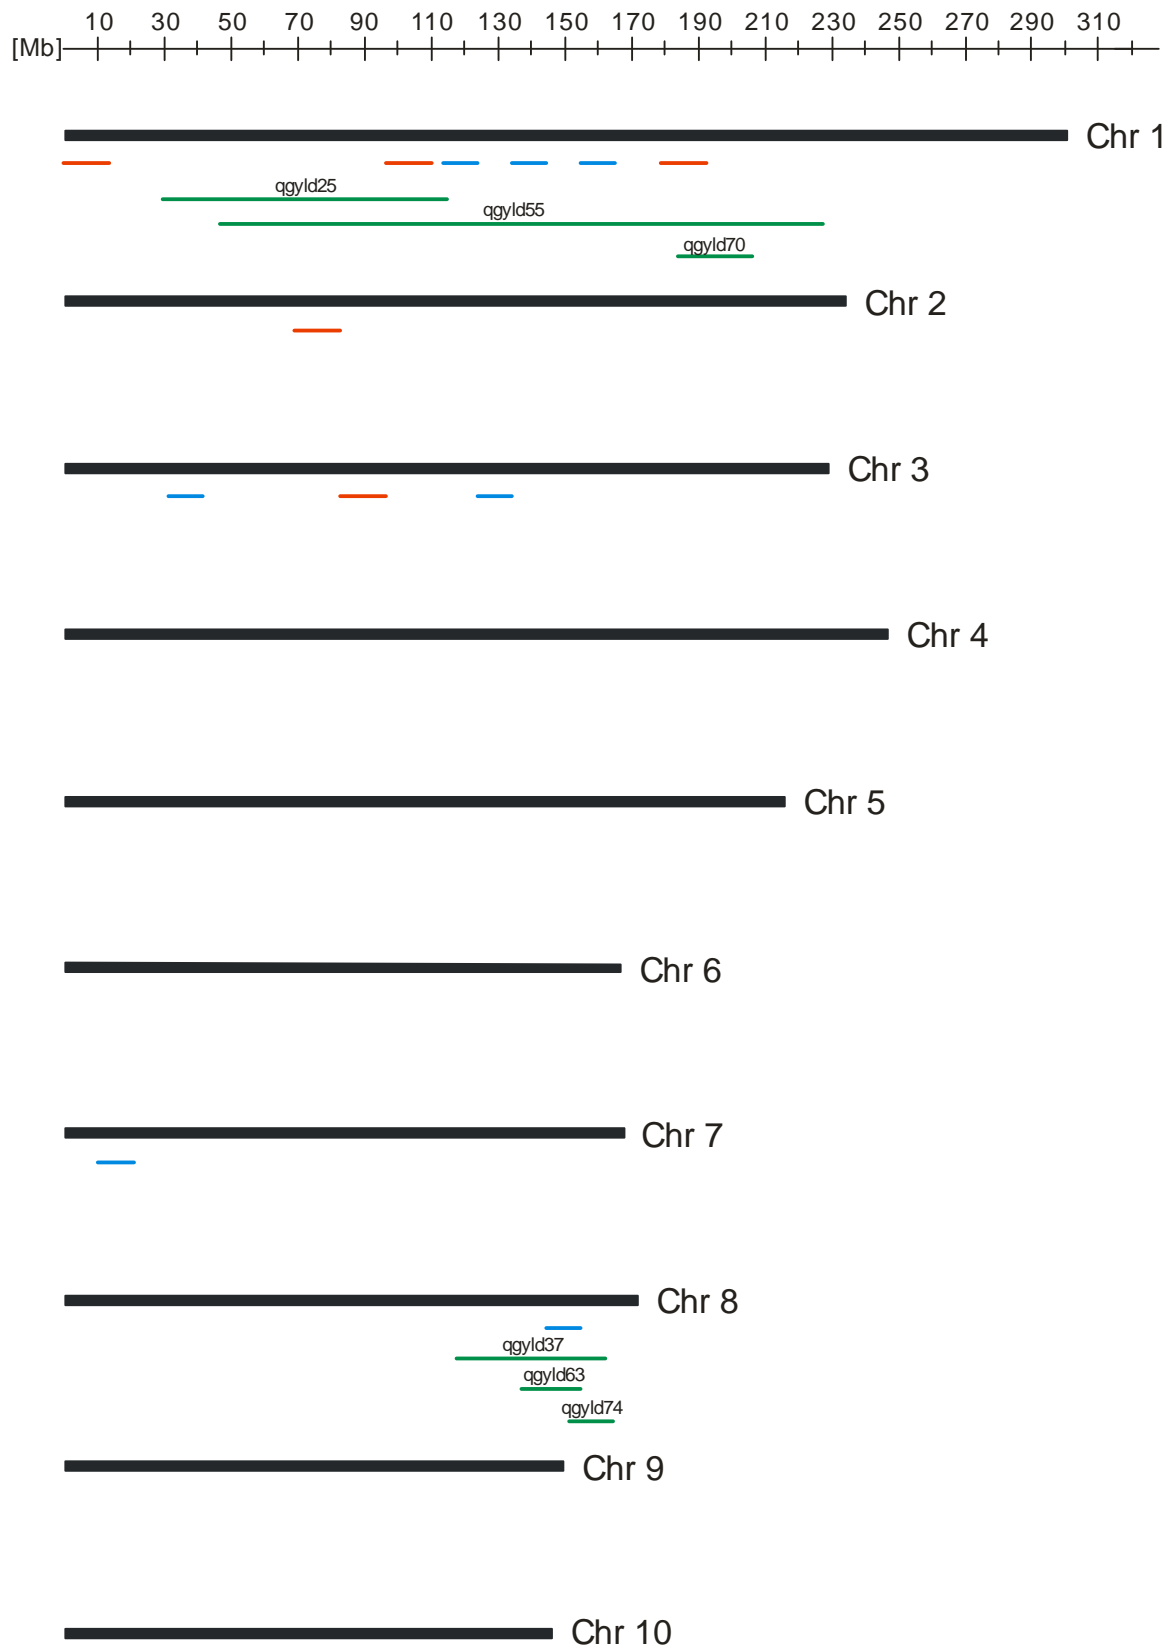 10 30 50 70 90 110 130 150 170 190 210 230 250 270 290 310
[Mb]
Chr 1
qgyld25
qgyld55
qgyld70
Chr 2
Chr 3
Chr 4
Chr 5
Chr 6
Chr 7
Chr 8
qgyld37
qgyld63
qgyld74
Chr 9
Chr 10